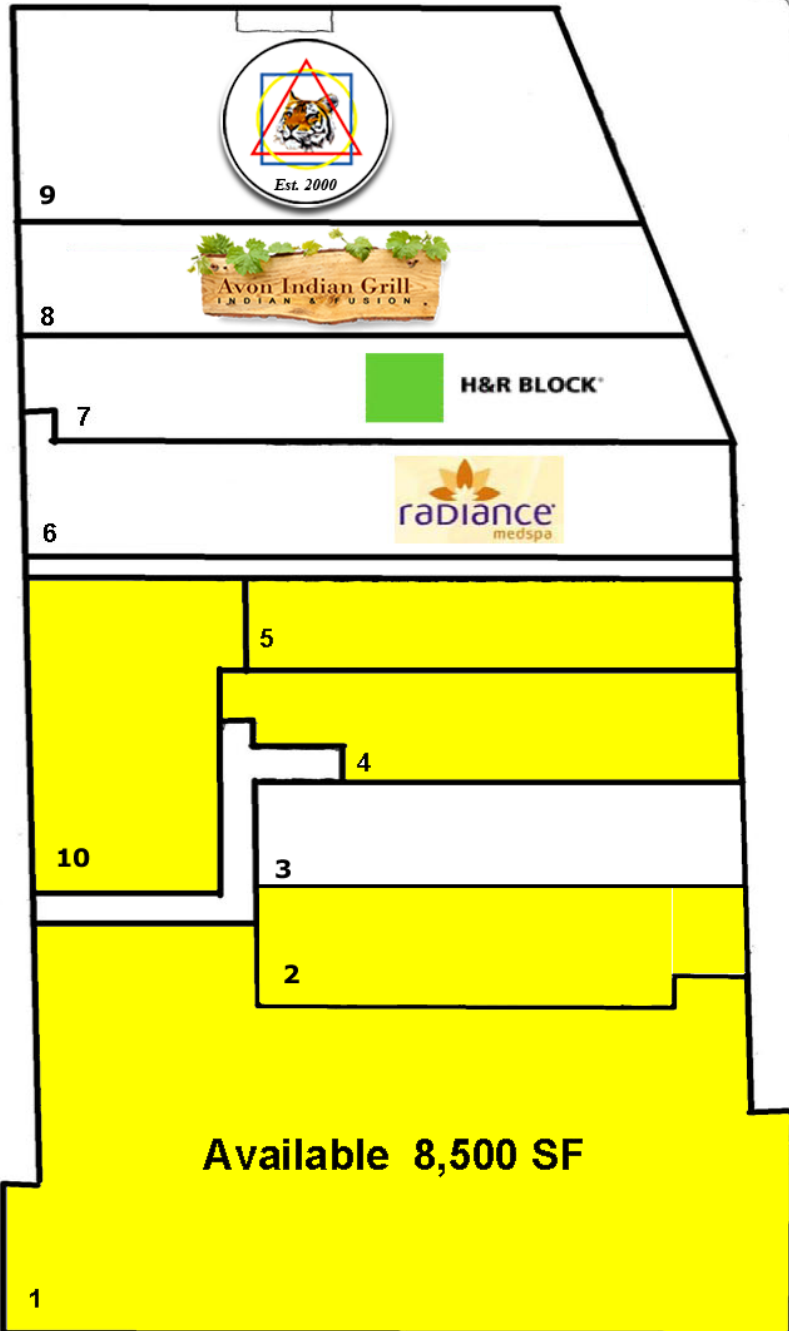 Est. 2000
9
Avon Indian Grill
INDIAN & FUSION
8
H&R BLOCK®
7
radiance®
medspa
6
5
4
10
3
2
Available 8,500 SF
1